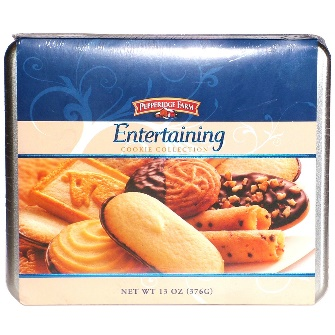 PEPPERIDGE FARM
Entertaining
COOKIE COLLECTION
NET WT 13 OZ (376G)